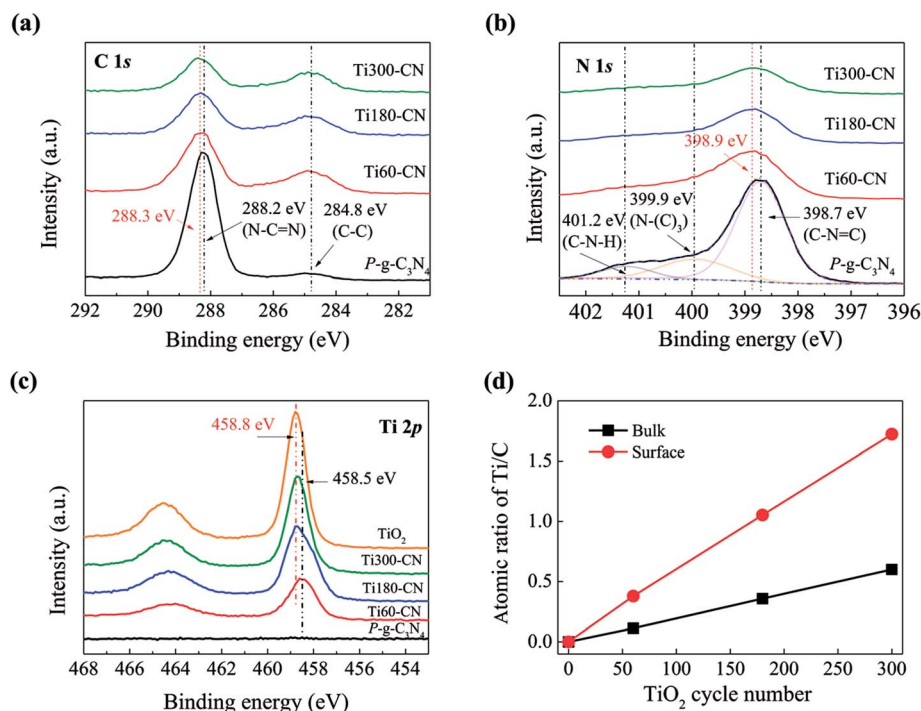 (a)
C 1s
Ti300-CN
Ti180-CN
Ti60-CN
288.3 eV
288.2 eV
(N-C=N)
284.8 eV
(C-C)
P-g-C₃N₄
Intensity (a.u.)
292 290 288 286 284 282
Binding energy (eV)
(b)
N 1s
Ti300-CN
Ti180-CN
398.9 eV
Ti60-CN
399.9 eV
(N-(C)₃)
401.2 eV
(C-N-H)
398.7 eV
(C-N=C)
P-g-C₃N₄
Intensity (a.u.)
402 401 400 399 398 397 396
Binding energy (eV)
(c)
Ti 2p
458.8 eV
458.5 eV
TiO₂
Ti300-CN
Ti180-CN
Ti60-CN
P-g-C₃N₄
Intensity (a.u.)
468 466 464 462 460 458 456 454
Binding energy (eV)
(d)
Bulk
Surface
Atomic ratio of Ti/C
2.0
1.5
1.0
0.5
0.0
0 50 100 150 200 250 300
TiO₂ cycle number